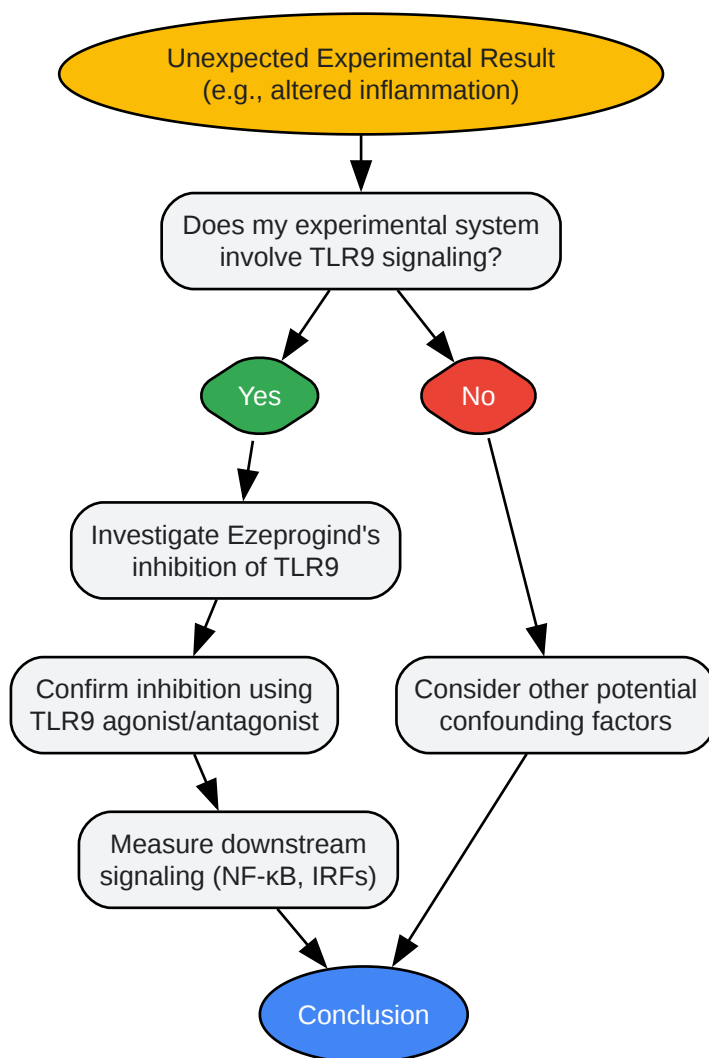 Unexpected Experimental Result
(e.g., altered inflammation)
Does my experimental system
involve TLR9 signaling?
Yes
No
Investigate Ezeprogind's
inhibition of TLR9
Confirm inhibition using
TLR9 agonist/antagonist
Consider other potential
confounding factors
Measure downstream
signaling (NF-κB, IRFs)
Conclusion